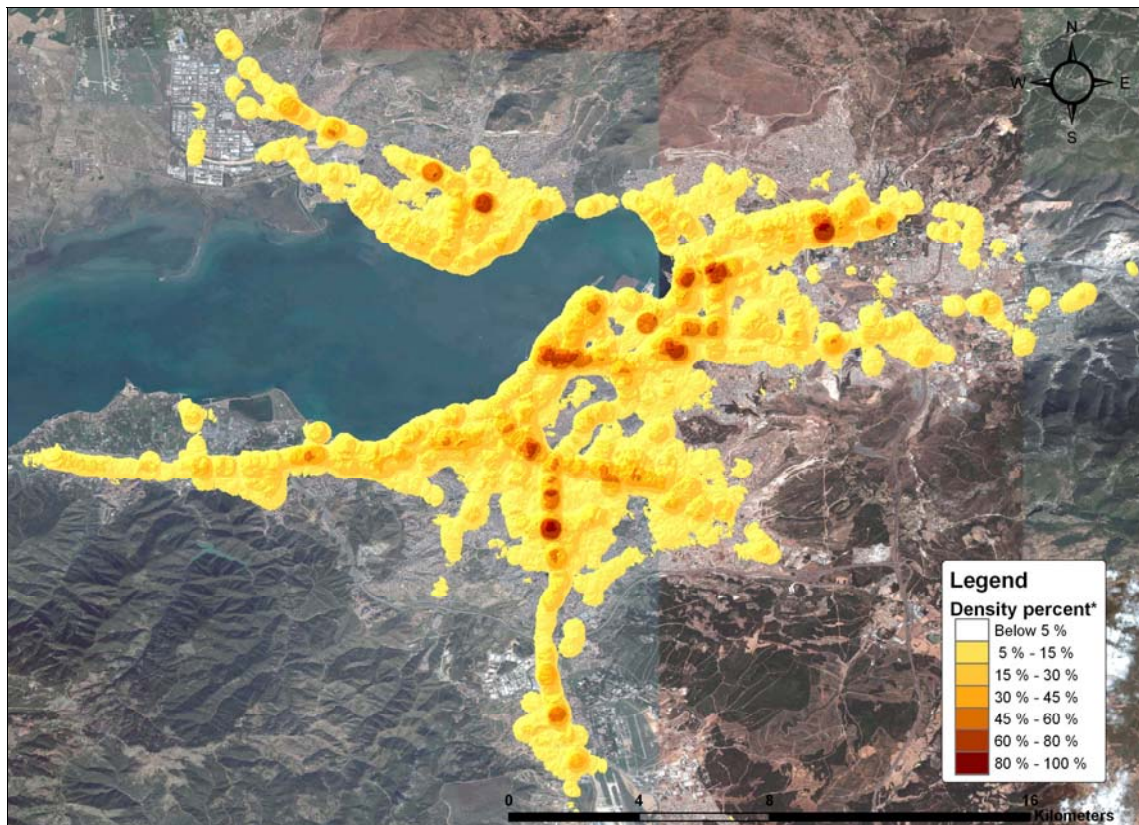 N
W E
S
Legend
Density percent*
Below 5 %
5 % - 15 %
15 % - 30 %
30 % - 45 %
45 % - 60 %
60 % - 80 %
80 % - 100 %
0 4 8 16
Kilometers